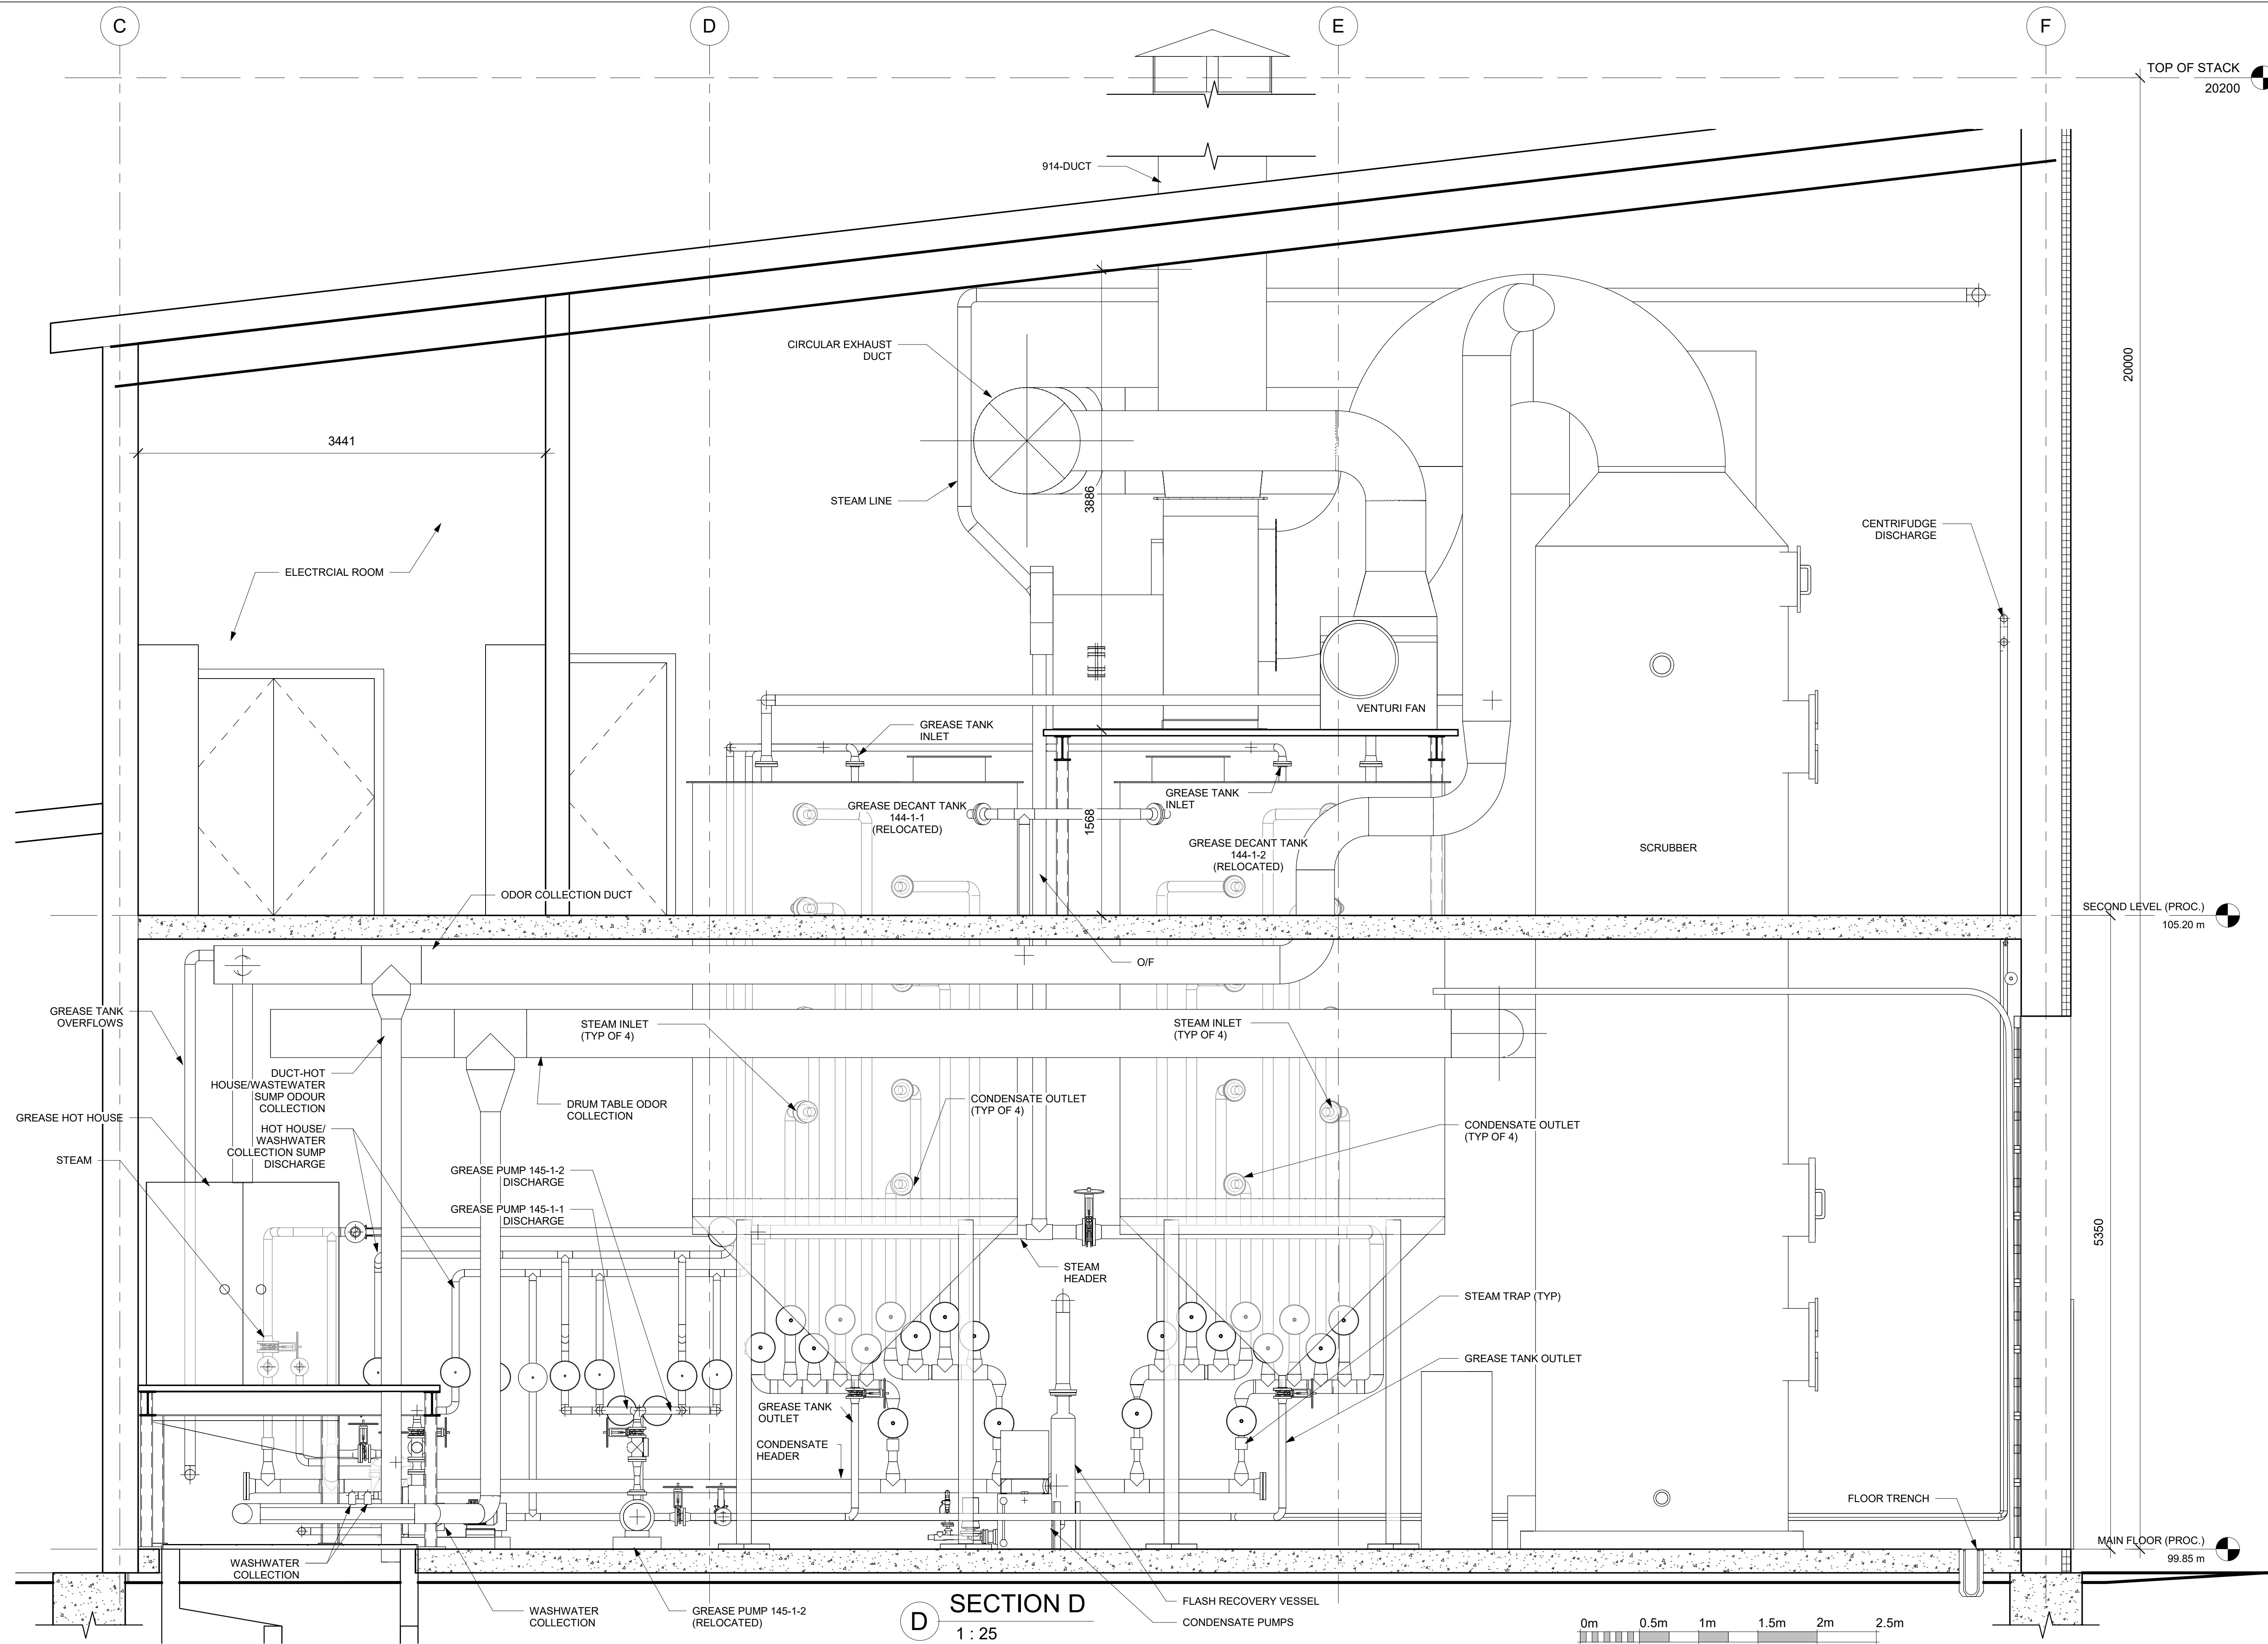 C
D
E
F
TOP OF STACK
20200
914-DUCT
CIRCULAR EXHAUST
DUCT
20000
3441
STEAM LINE
3886
CENTRIFUDGE
DISCHARGE
ELECTRCIAL ROOM
VENTURI FAN
GREASE TANK
INLET
GREASE TANK
INLET
GREASE DECANT TANK
144-1-1
(RELOCATED)
1568
GREASE DECANT TANK
144-1-2
(RELOCATED)
SCRUBBER
ODOR COLLECTION DUCT
SECOND LEVEL (PROC.)
105.20 m
O/F
GREASE TANK
OVERFLOWS
STEAM INLET
(TYP OF 4)
STEAM INLET
(TYP OF 4)
DUCT-HOT
HOUSE/WASTEWATER
SUMP ODOUR
COLLECTION
DRUM TABLE ODOR
COLLECTION
CONDENSATE OUTLET
(TYP OF 4)
GREASE HOT HOUSE
HOT HOUSE/
WASHWATER
COLLECTION SUMP
DISCHARGE
CONDENSATE OUTLET
(TYP OF 4)
STEAM
GREASE PUMP 145-1-2
DISCHARGE
GREASE PUMP 145-1-1
DISCHARGE
5350
STEAM
HEADER
STEAM TRAP (TYP)
GREASE TANK OUTLET
GREASE TANK
OUTLET
CONDENSATE
HEADER
FLOOR TRENCH
MAIN FLOOR (PROC.)
99.85 m
WASHWATER
COLLECTION
WASHWATER
COLLECTION
GREASE PUMP 145-1-2
(RELOCATED)
D
SECTION D
1 : 25
FLASH RECOVERY VESSEL
CONDENSATE PUMPS
0m 0.5m 1m 1.5m 2m 2.5m